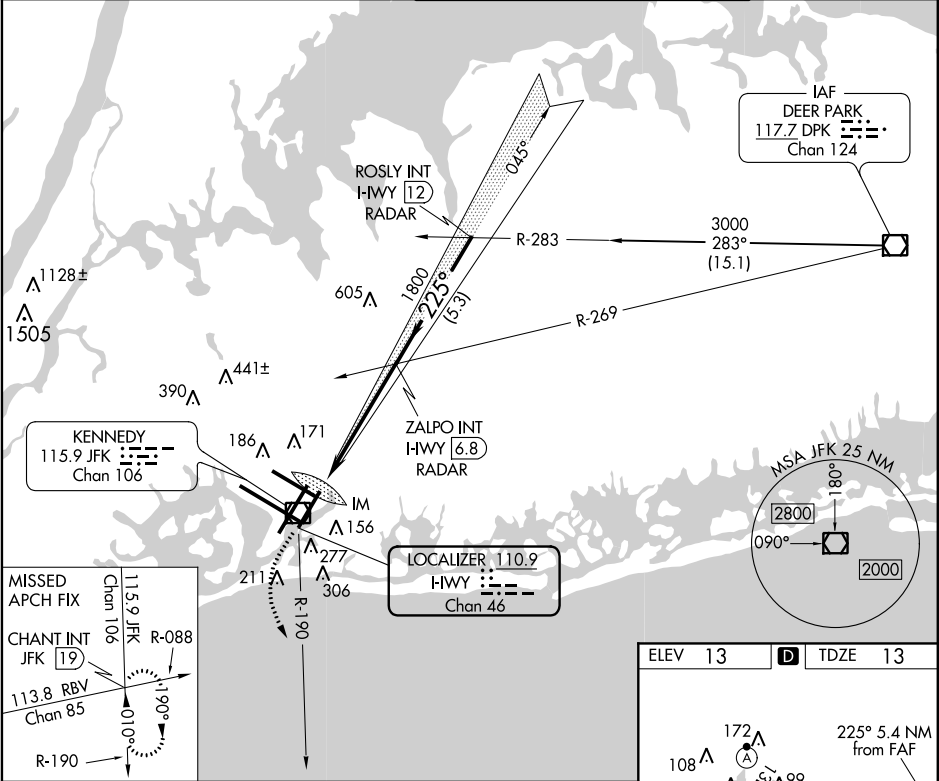 IAF
DEER PARK
117.7 DPK
Chan 124
ROSLY INT
I-IWY 12
RADAR
045°
R-283
3000
283°
(15.1)
1128±
1505
605
1800
225°
(5.3)
R-269
441±
390
ZALPO INT
I-IWY 6.8
RADAR
KENNEDY
115.9 JFK
Chan 106
186
171
IM
156
277
211
306
R-190
LOCALIZER 110.9
I-IWY
Chan 46
MSA JFK 25 NM
180°
2800
090°
2000
MISSED
APCH FIX
115.9 JFK
Chan 106
CHANT INT
JFK 19
R-088
113.8 RBV
Chan 85
190°
010°
R-190
ELEV 13
D
TDZE 13
172
A
108
225° 5.4 NM
from FAF